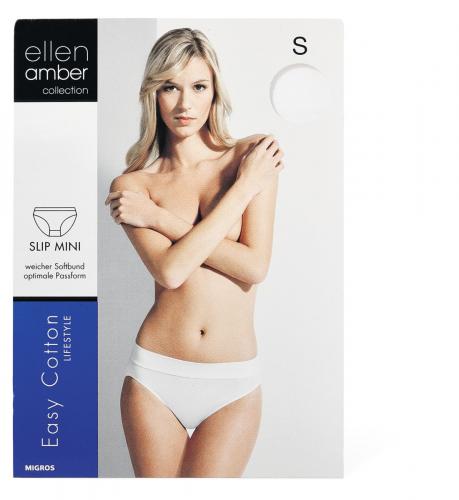 ellen
amber
collection
S
SLIP MINI
weicher Softbund
optimale Passform
Easy Cotton
LIFESTYLE
MIGROS